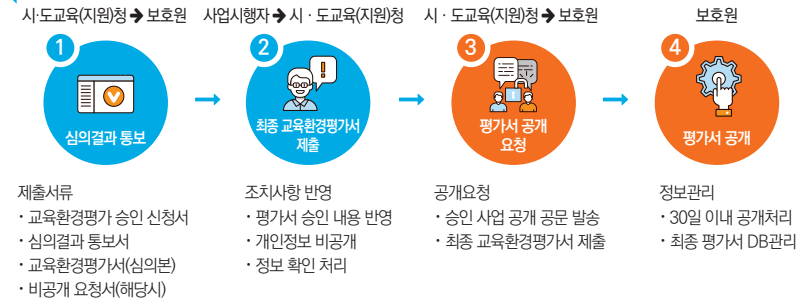 시·도교육(지원)청 → 보호원
사업시행자 → 시·도교육(지원)청
시·도교육(지원)청 → 보호원
보호원
1
심의결과 통보
2
최종 교육환경평가서
제출
3
평가서 공개
요청
4
평가서 공개
제출서류
· 교육환경평가 승인 신청서
· 심의결과 통보서
· 교육환경평가서(심의본)
· 비공개 요청서(해당시)
조치사항 반영
· 평가서 승인 내용 반영
· 개인정보 비공개
· 정보 확인 처리
공개요청
· 승인 사업 공개 공문 발송
· 최종 교육환경평가서 제출
정보관리
· 30일 이내 공개처리
· 최종 평가서 DB관리